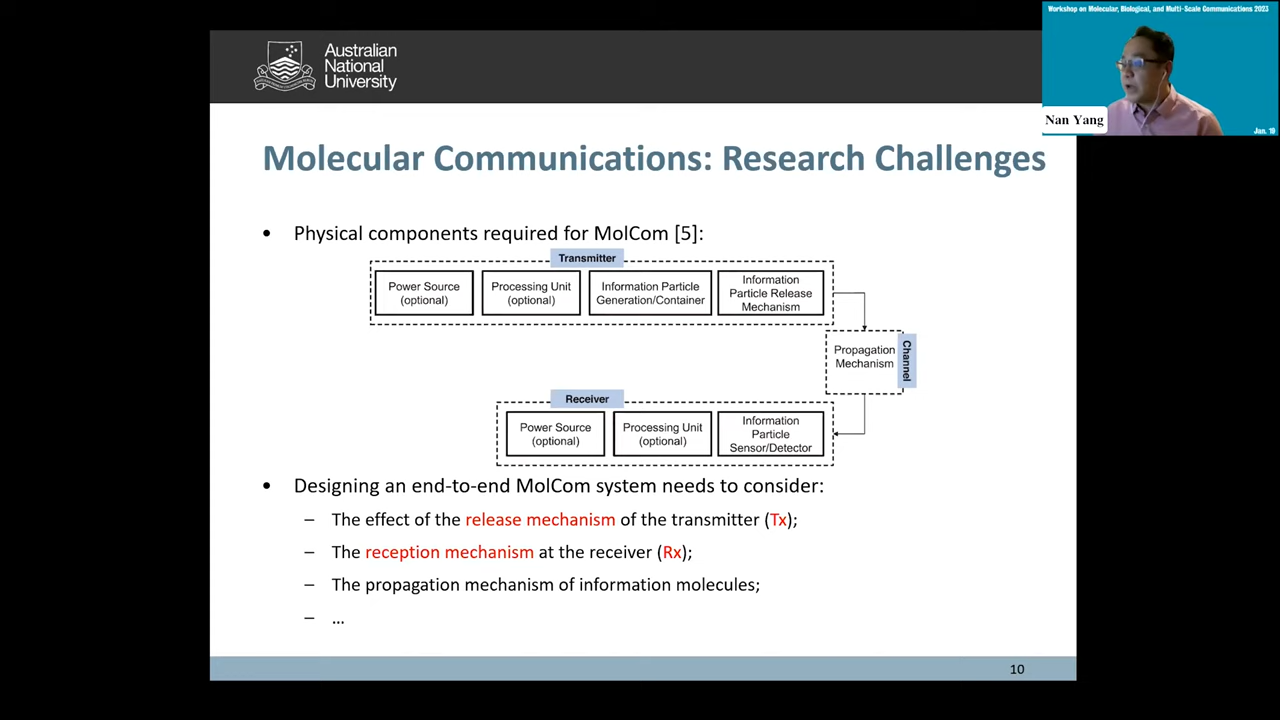 Workshop on Molecular, Biological, and Multi-Scale Communications 2023
Australian
National
University
Nan Yang
Jan. 19
Molecular Communications: Research Challenges
• Physical components required for MolCom [5]:
Transmitter
Power Source
(optional)
Processing Unit
(optional)
Information Particle
Generation/Container
Information
Particle Release
Mechanism
Propagation
Mechanism
Channel
Receiver
Power Source
(optional)
Processing Unit
(optional)
Information
Particle
Sensor/Detector
• Designing an end-to-end MolCom system needs to consider:
– The effect of the release mechanism of the transmitter (Tx);
– The reception mechanism at the receiver (Rx);
– The propagation mechanism of information molecules;
– …
10